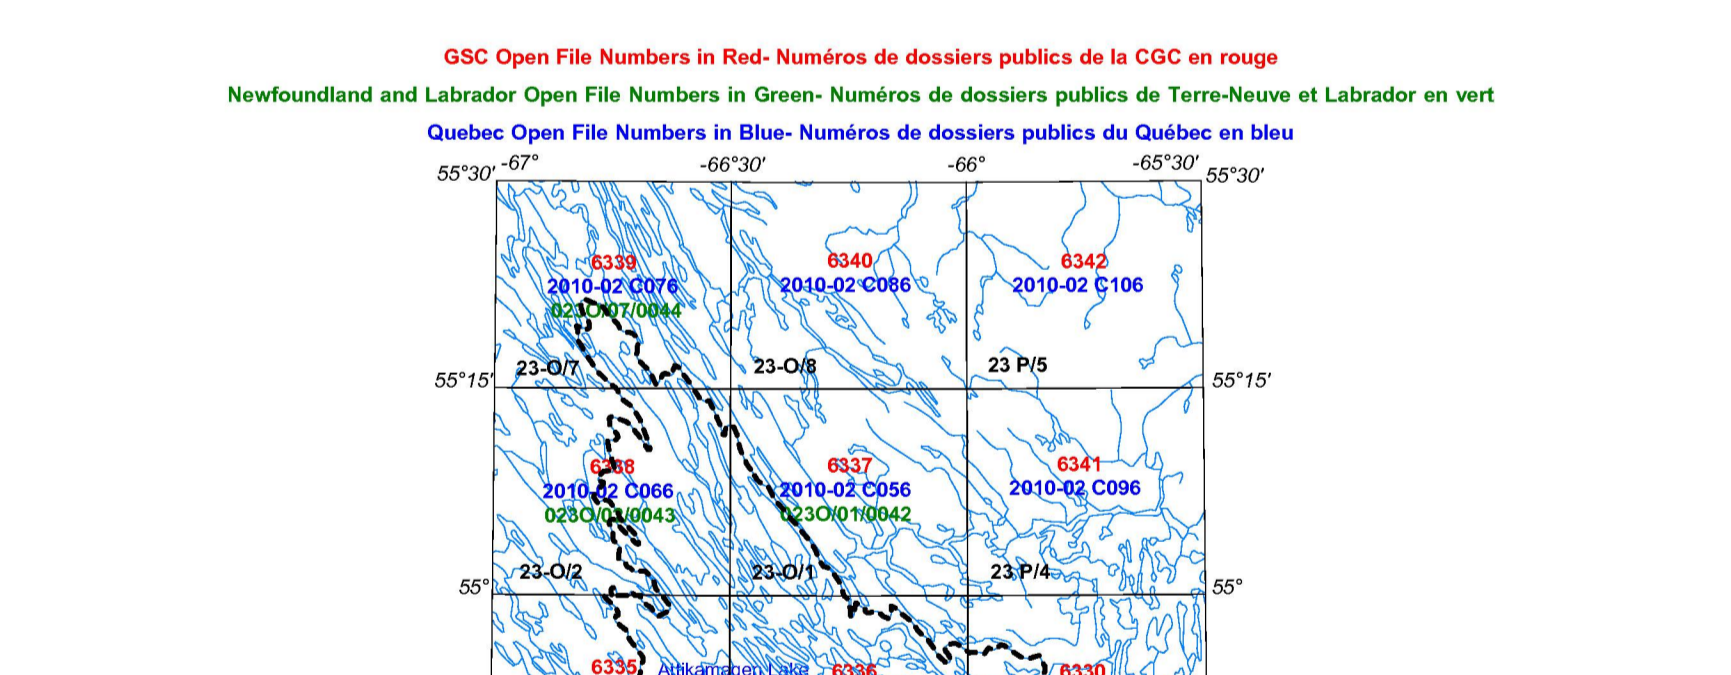 GSC Open File Numbers in Red- Numéros de dossiers publics de la CGC en rouge
Newfoundland and Labrador Open File Numbers in Green- Numéros de dossiers publics de Terre-Neuve et Labrador en vert
Quebec Open File Numbers in Blue- Numéros de dossiers publics du Québec en bleu
-67° -66°30' -66° -65°30'
55°30' 55°30'
6339 6340 6342
2010-02 C076 2010-02 C086 2010-02 C106
023O/07/0044
23-O/7 23-O/8 23 P/5
55°15' 55°15'
6338 6337 6341
2010-02 C066 2010-02 C056 2010-02 C096
023O/02/0043 023O/01/0042
23-O/2 23-O/1 23 P/4
55° 55°
6335 Attikamagen Lake 6336 6330